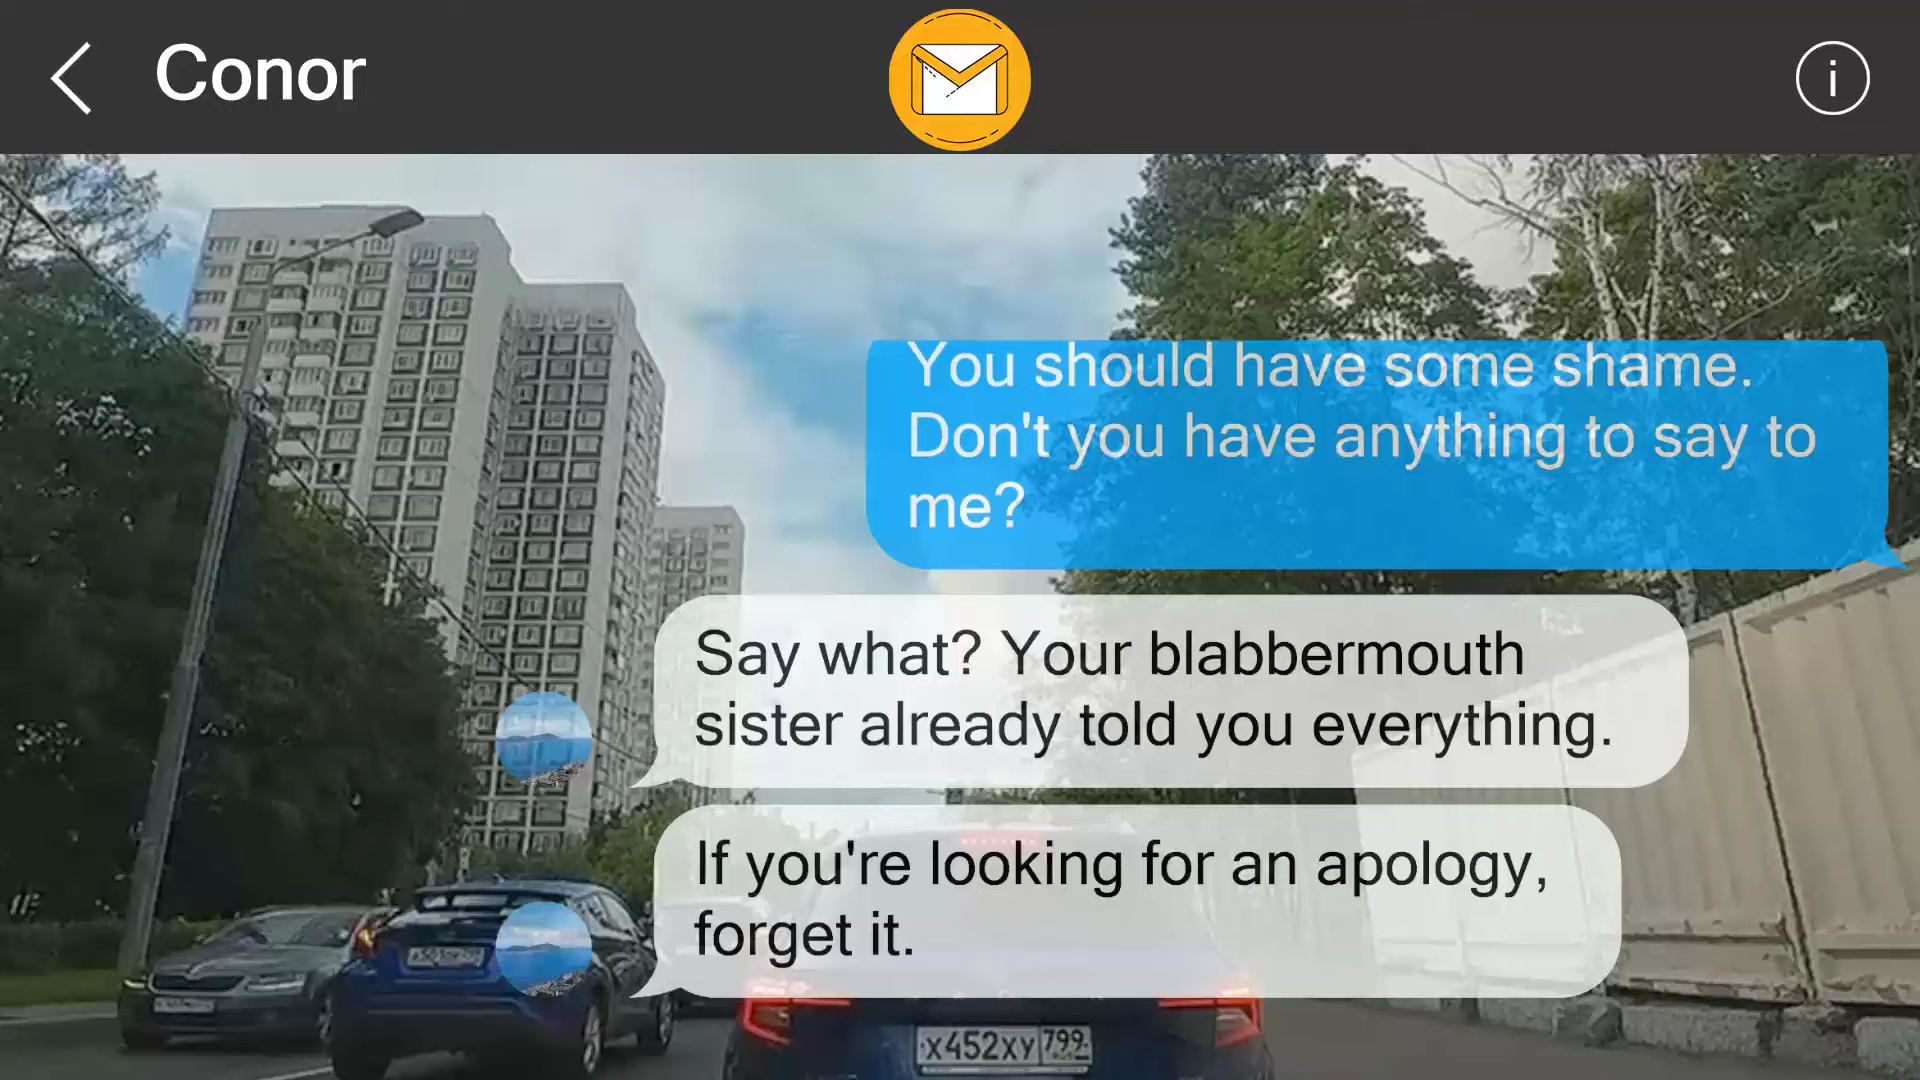 Conor
i
You should have some shame.
Don't you have anything to say to
me?
Say what? Your blabbermouth
sister already told you everything.
If you're looking for an apology,
forget it.
х452ху 799